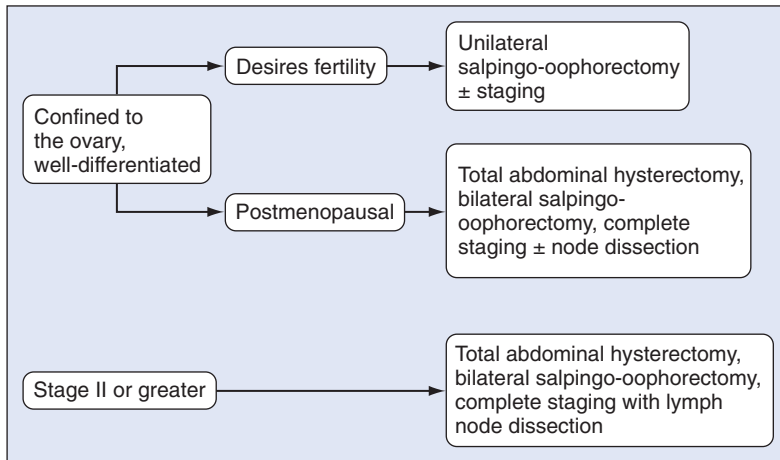 Confined to
the ovary,
well-differentiated
Desires fertility
Unilateral
salpingo-oophorectomy
± staging
Postmenopausal
Total abdominal hysterectomy,
bilateral salpingo-
oophorectomy, complete
staging ± node dissection
Stage II or greater
Total abdominal hysterectomy,
bilateral salpingo-oophorectomy,
complete staging with lymph
node dissection